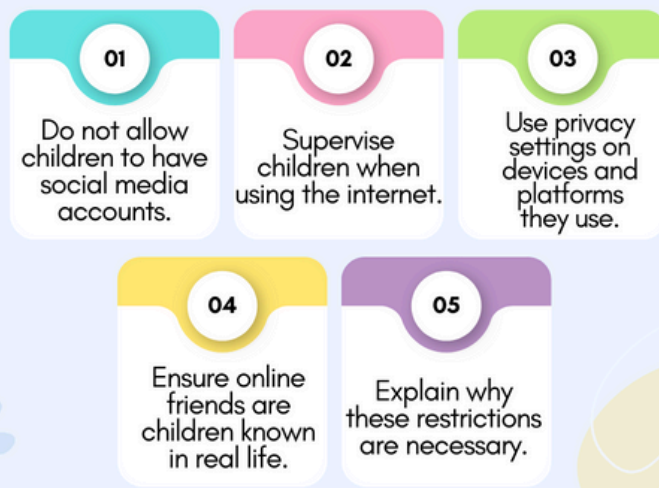 01
Do not allow
children to have
social media
accounts.
02
Supervise
children when
using the internet.
03
Use privacy
settings on
devices and
platforms
they use.
04
Ensure online
friends are
children known
in real life.
05
Explain why
these restrictions
are necessary.